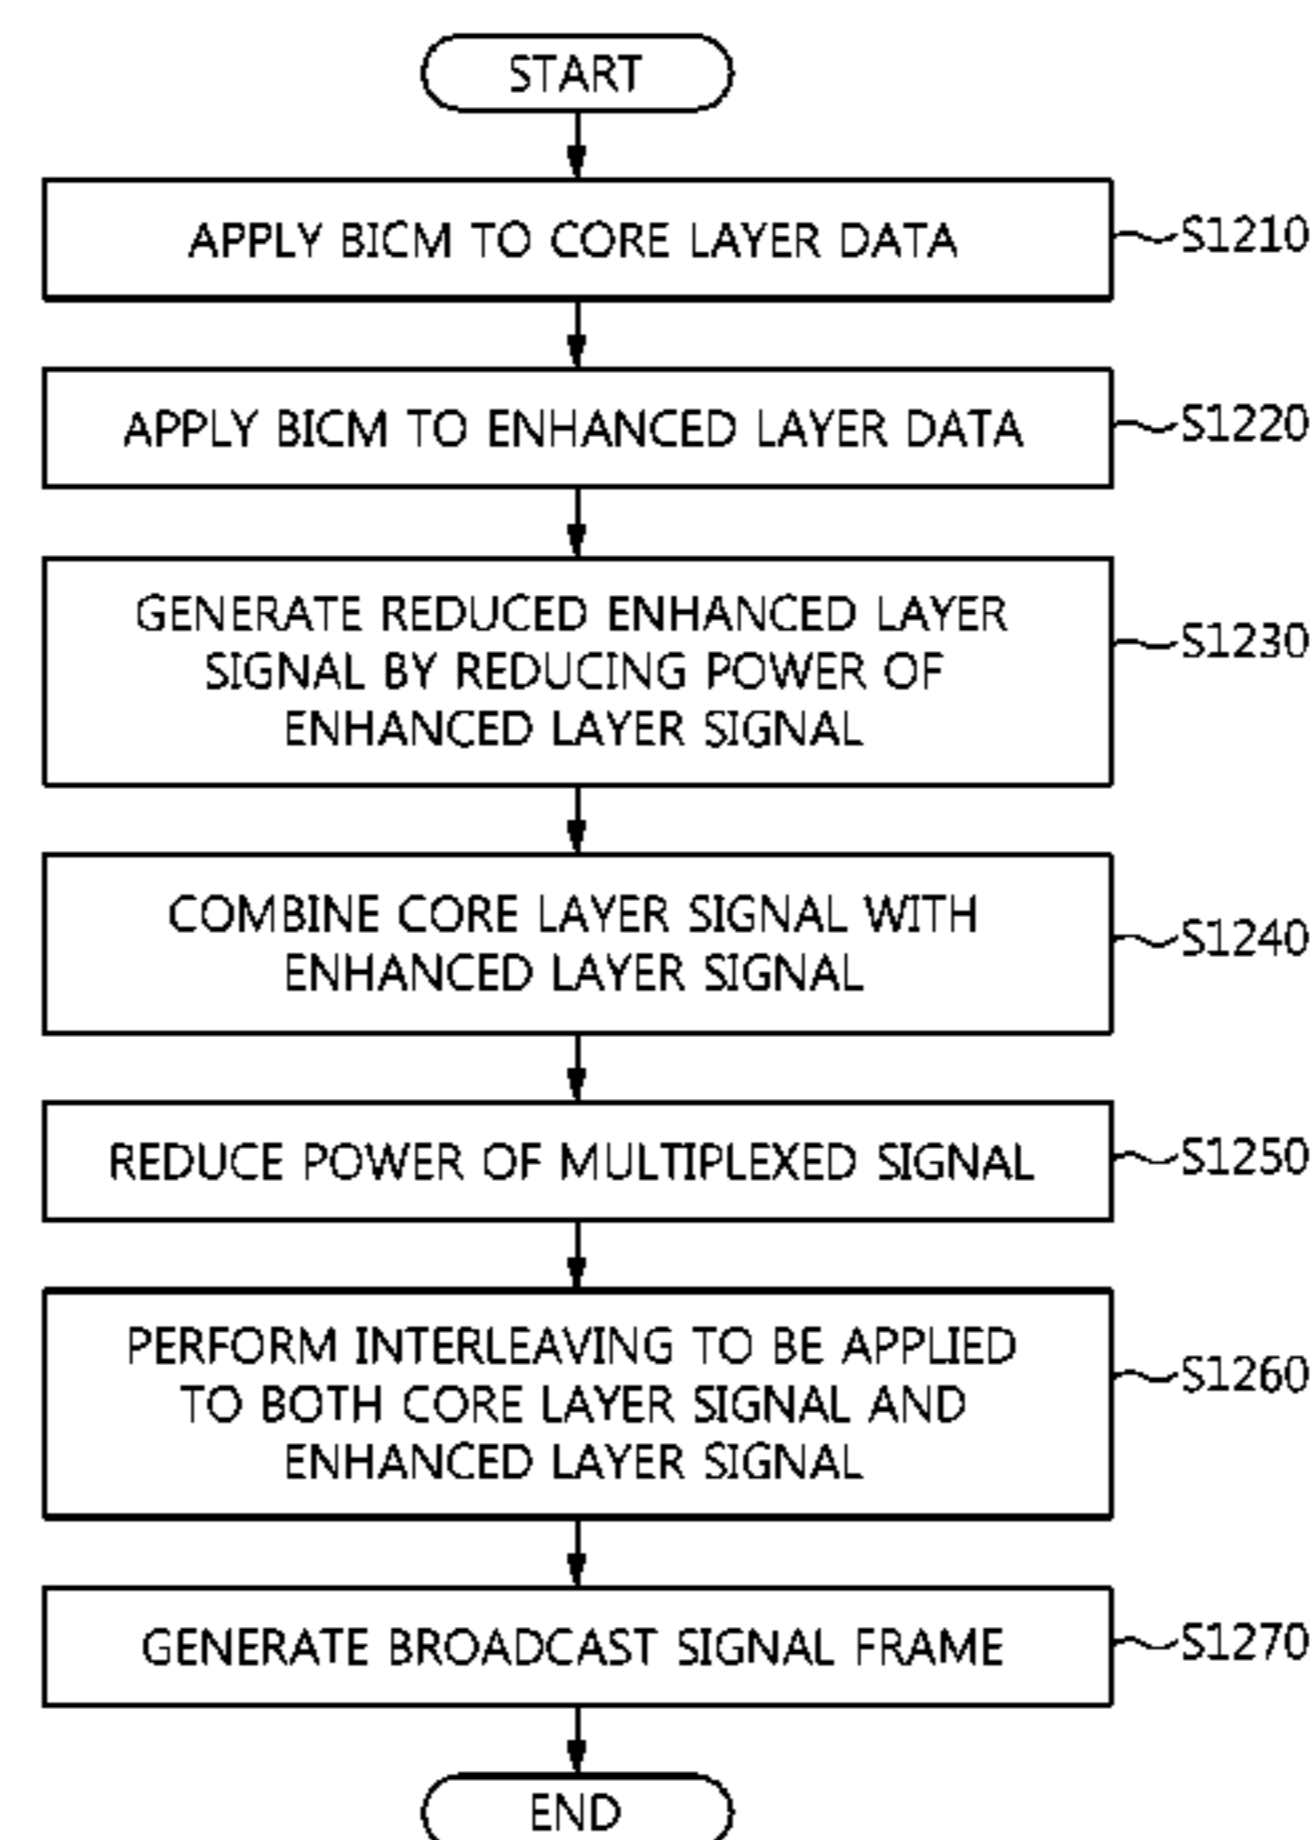 START
APPLY BICM TO CORE LAYER DATA
S1210
APPLY BICM TO ENHANCED LAYER DATA
S1220
GENERATE REDUCED ENHANCED LAYER
SIGNAL BY REDUCING POWER OF
ENHANCED LAYER SIGNAL
S1230
COMBINE CORE LAYER SIGNAL WITH
ENHANCED LAYER SIGNAL
S1240
REDUCE POWER OF MULTIPLEXED SIGNAL
S1250
PERFORM INTERLEAVING TO BE APPLIED
TO BOTH CORE LAYER SIGNAL AND
ENHANCED LAYER SIGNAL
S1260
GENERATE BROADCAST SIGNAL FRAME
S1270
END